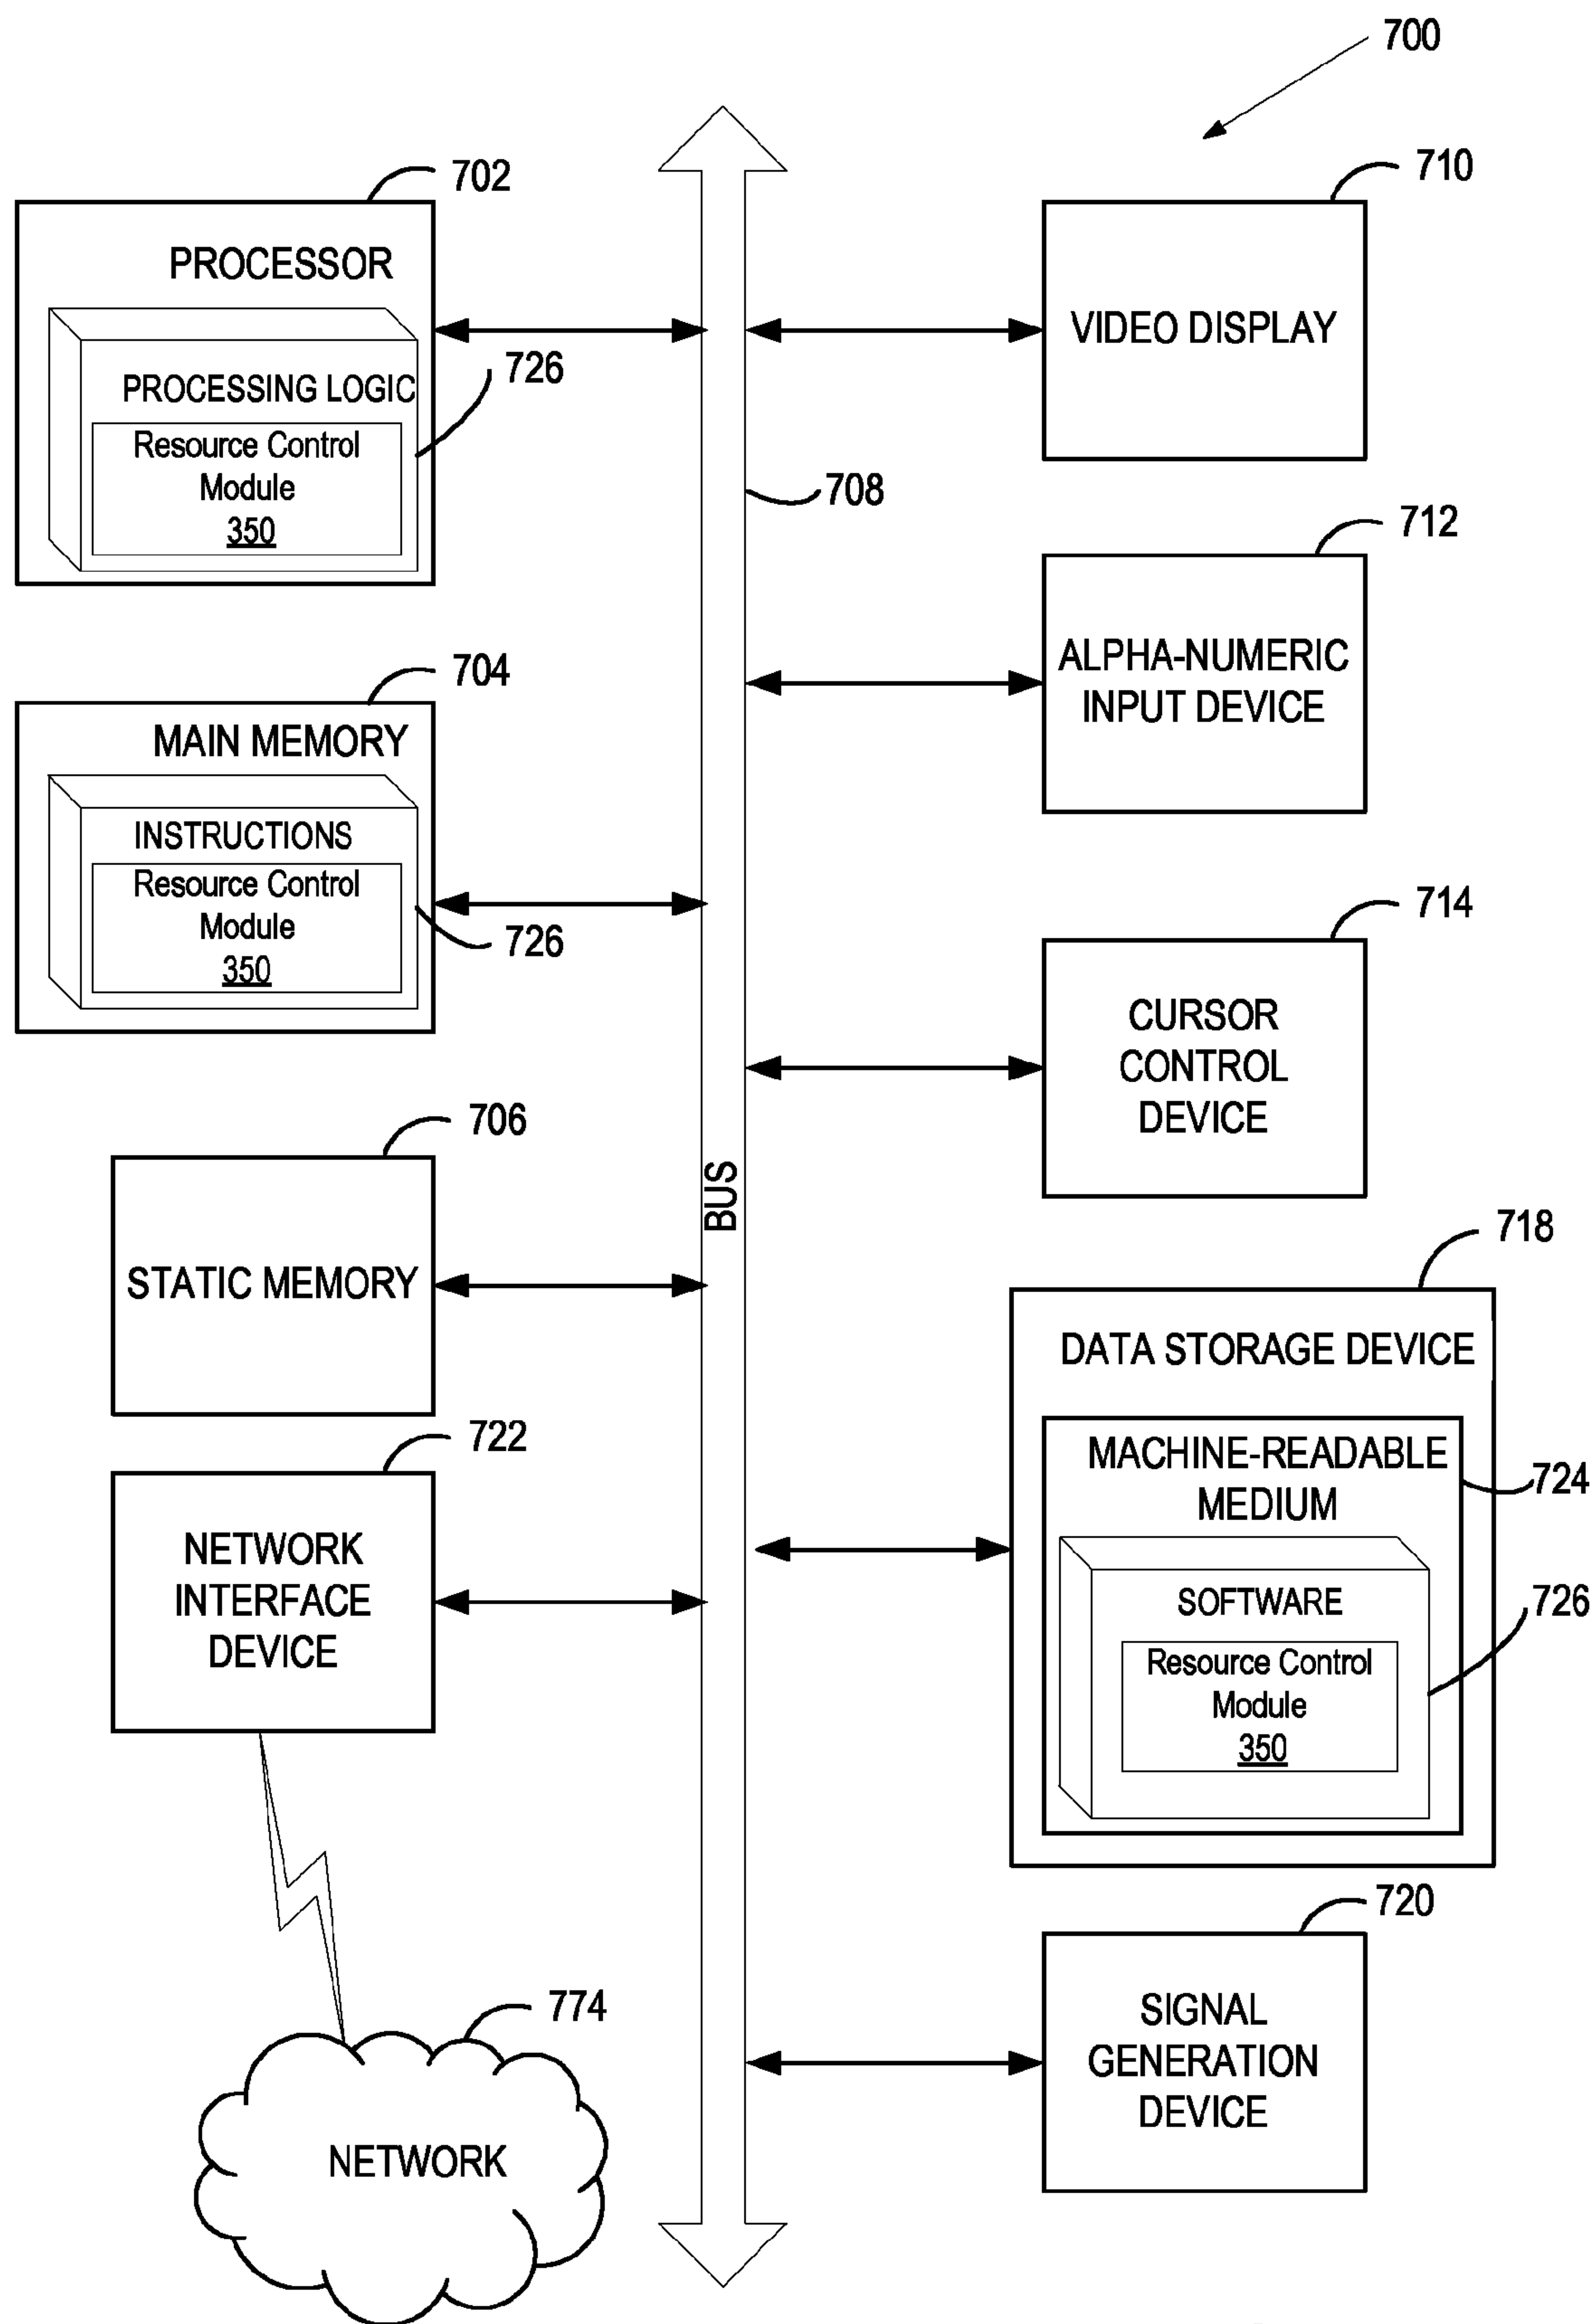 700
702
PROCESSOR
PROCESSING LOGIC
726
Resource Control
Module
350
704
MAIN MEMORY
INSTRUCTIONS
Resource Control
Module
350
726
706
STATIC MEMORY
722
NETWORK
INTERFACE
DEVICE
774
NETWORK
BUS
708
710
VIDEO DISPLAY
712
ALPHA-NUMERIC
INPUT DEVICE
714
CURSOR
CONTROL
DEVICE
718
DATA STORAGE DEVICE
MACHINE-READABLE
MEDIUM
724
SOFTWARE
726
Resource Control
Module
350
720
SIGNAL
GENERATION
DEVICE